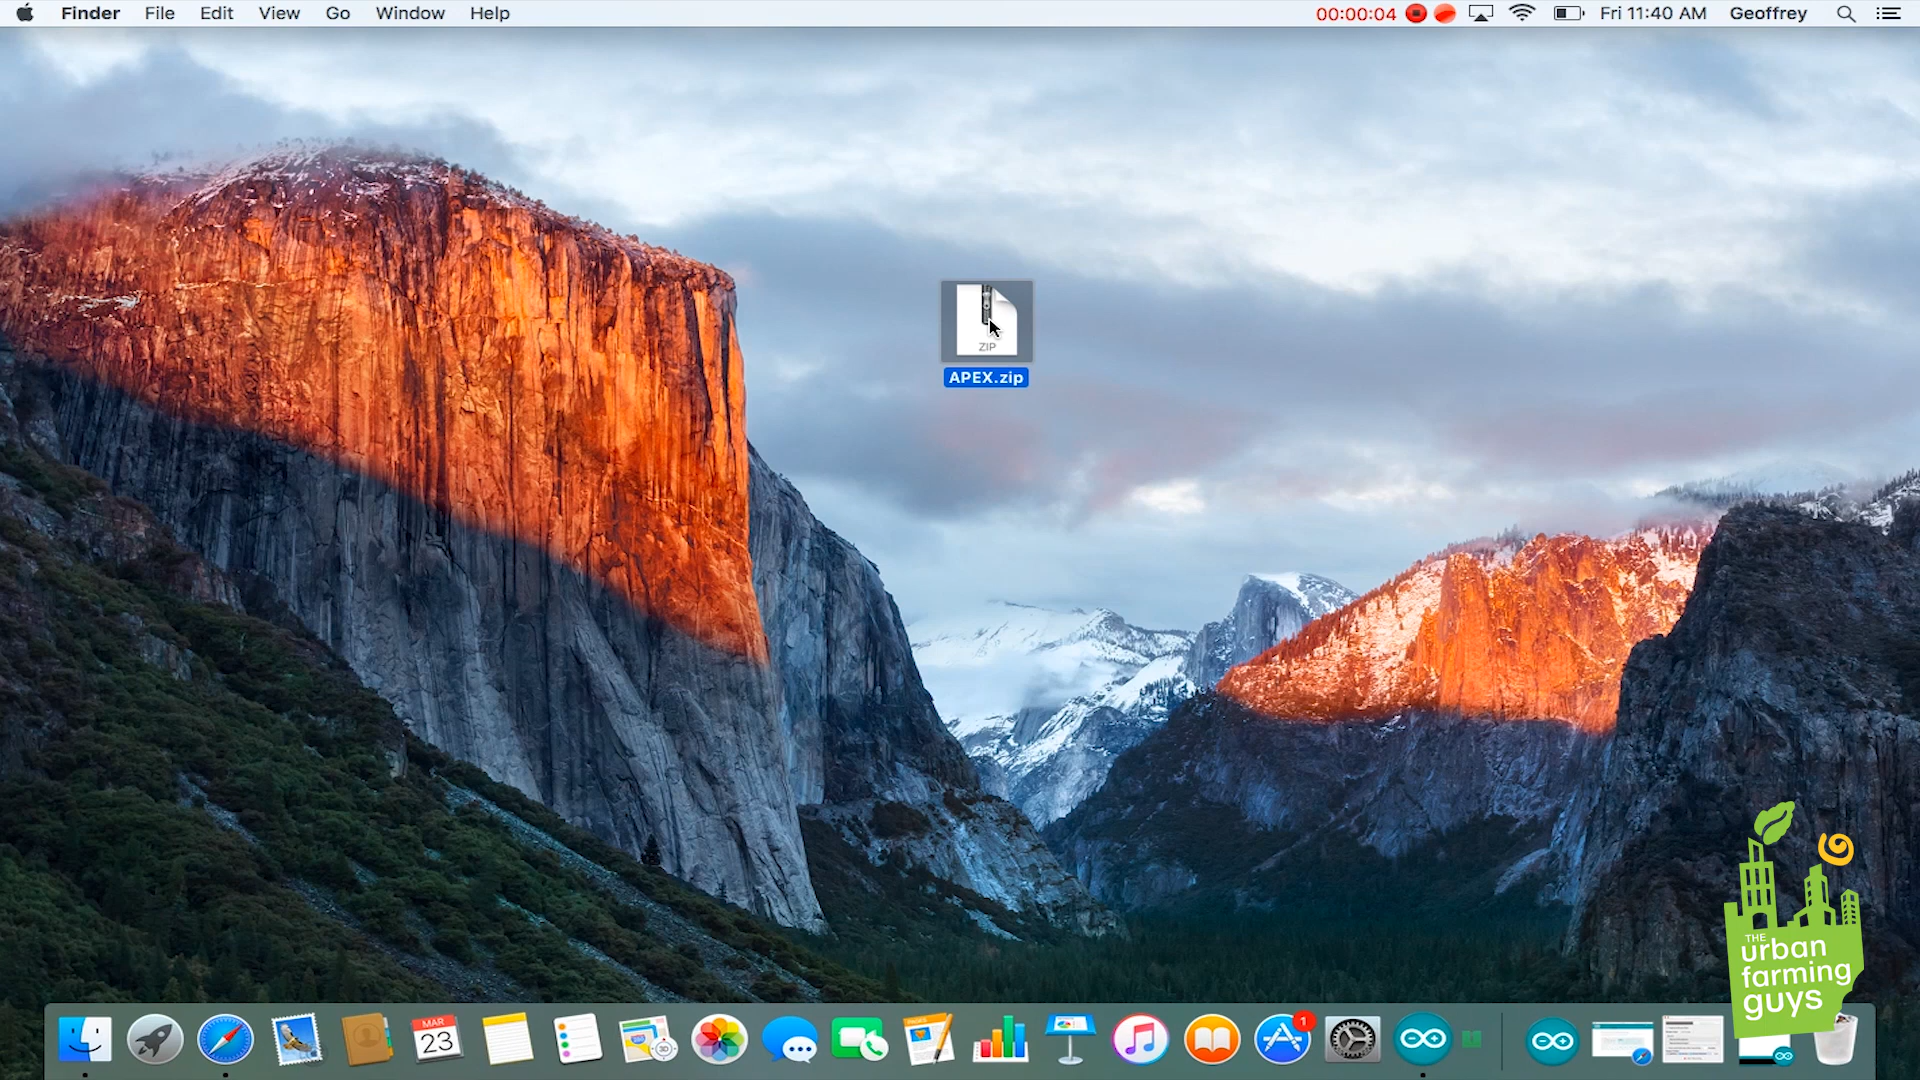 Finder File Edit View Go Window Help 00:00:04 Fri 11:40 AM Geoffrey
ZIP
APEX.zip
THE
urban
farming
guys
MAR
23
1